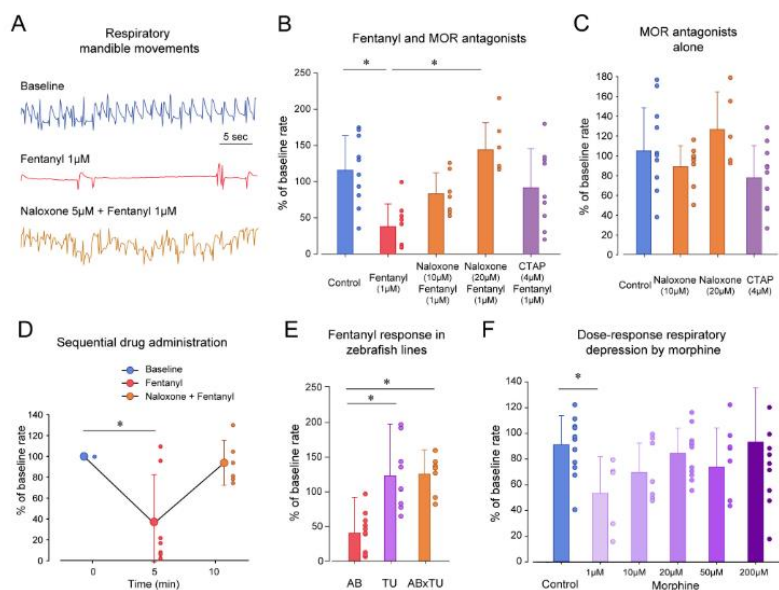 A
Respiratory
mandible movements
Baseline
5 sec
Fentanyl 1µM
Naloxone 5µM + Fentanyl 1µM
B
Fentanyl and MOR antagonists
% of baseline rate
250
200
150
100
50
0
*
*
Control
Fentanyl
(1µM)
Naloxone
(10µM)
Fentanyl
(1µM)
Naloxone
(20µM)
Fentanyl
(1µM)
CTAP
(4µM)
Fentanyl
(1µM)
C
MOR antagonists
alone
% of baseline rate
180
160
140
120
100
80
60
40
20
0
Control
Naloxone
(10µM)
Naloxone
(20µM)
CTAP
(4µM)
D
Sequential drug administration
Baseline
Fentanyl
Naloxone + Fentanyl
% of baseline rate
140
120
100
80
60
40
20
0
*
0
5
10
Time (min)
E
Fentanyl response in
zebrafish lines
% of baseline rate
250
200
150
100
50
0
*
*
AB
TU
ABxTU
F
Dose-response respiratory
depression by morphine
% of baseline rate
140
120
100
80
60
40
20
0
*
Control
1µM
10µM
20µM
50µM
200µM
Morphine